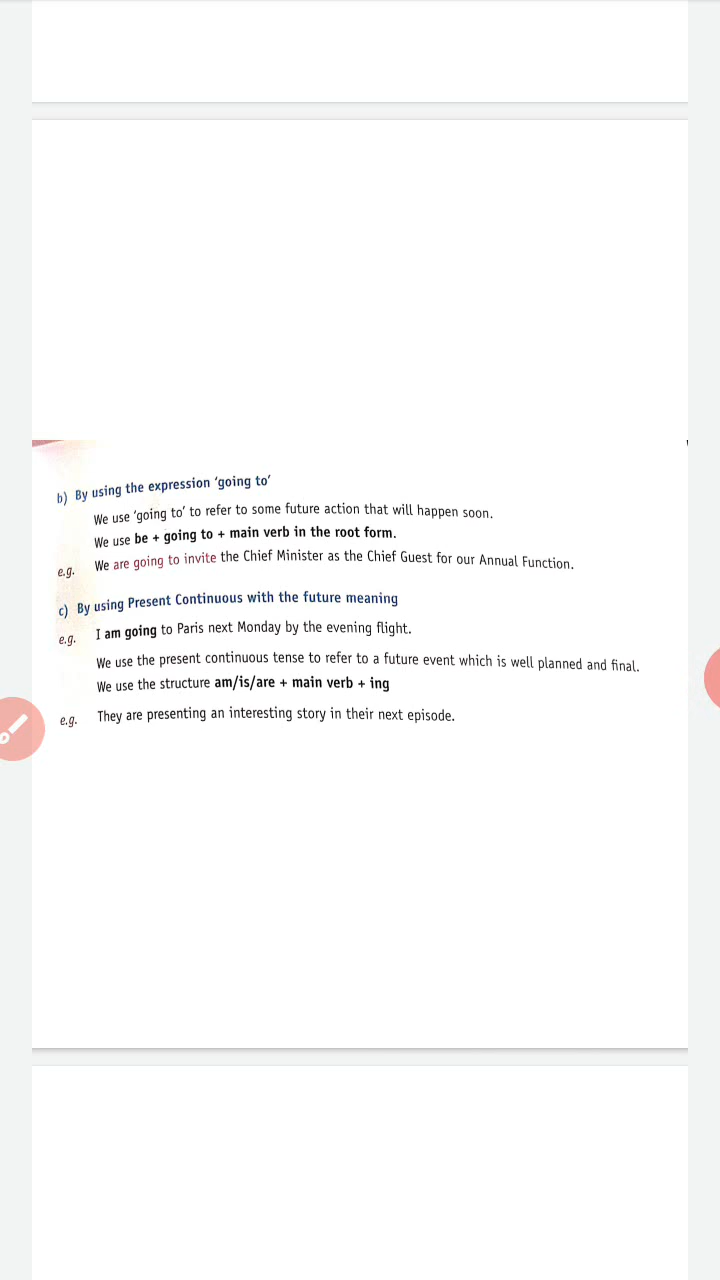 b) By using the expression 'going to'
We use 'going to' to refer to some future action that will happen soon.
We use be + going to + main verb in the root form.
e.g. We are going to invite the Chief Minister as the Chief Guest for our Annual Function.
c) By using Present Continuous with the future meaning
e.g. I am going to Paris next Monday by the evening flight.
We use the present continuous tense to refer to a future event which is well planned and final.
We use the structure am/is/are + main verb + ing
e.g. They are presenting an interesting story in their next episode.